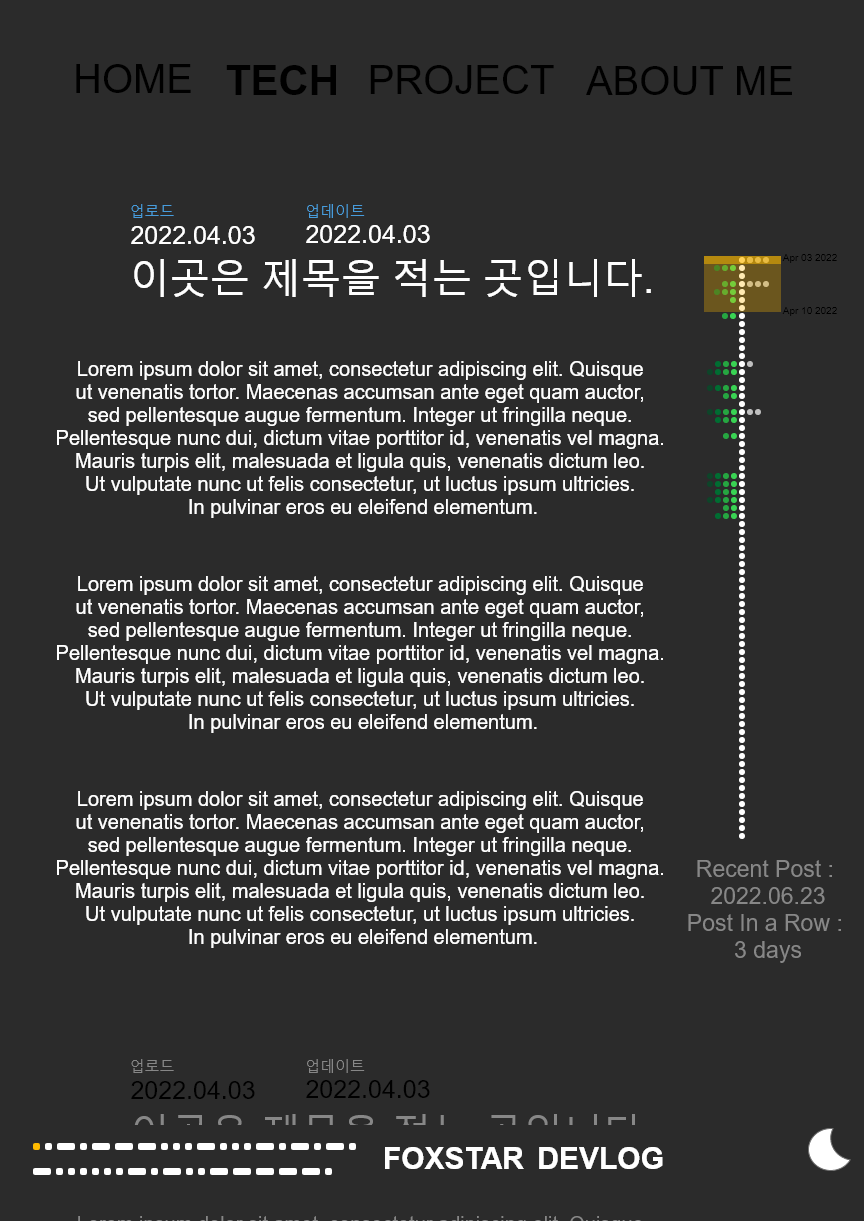 HOME TECH PROJECT ABOUT ME
업로드 업데이트
2022.04.03 2022.04.03
이곳은 제목을 적는 곳입니다.
Apr 03 2022
Apr 10 2022
Lorem ipsum dolor sit amet, consectetur adipiscing elit. Quisque
ut venenatis tortor. Maecenas accumsan ante eget quam auctor,
sed pellentesque augue fermentum. Integer ut fringilla neque.
Pellentesque nunc dui, dictum vitae porttitor id, venenatis vel magna.
Mauris turpis elit, malesuada et ligula quis, venenatis dictum leo.
Ut vulputate nunc ut felis consectetur, ut luctus ipsum ultricies.
In pulvinar eros eu eleifend elementum.
Lorem ipsum dolor sit amet, consectetur adipiscing elit. Quisque
ut venenatis tortor. Maecenas accumsan ante eget quam auctor,
sed pellentesque augue fermentum. Integer ut fringilla neque.
Pellentesque nunc dui, dictum vitae porttitor id, venenatis vel magna.
Mauris turpis elit, malesuada et ligula quis, venenatis dictum leo.
Ut vulputate nunc ut felis consectetur, ut luctus ipsum ultricies.
In pulvinar eros eu eleifend elementum.
Lorem ipsum dolor sit amet, consectetur adipiscing elit. Quisque
ut venenatis tortor. Maecenas accumsan ante eget quam auctor,
sed pellentesque augue fermentum. Integer ut fringilla neque.
Pellentesque nunc dui, dictum vitae porttitor id, venenatis vel magna.
Mauris turpis elit, malesuada et ligula quis, venenatis dictum leo.
Ut vulputate nunc ut felis consectetur, ut luctus ipsum ultricies.
In pulvinar eros eu eleifend elementum.
Recent Post :
2022.06.23
Post In a Row :
3 days
업로드 업데이트
2022.04.03 2022.04.03
FOXSTAR DEVLOG